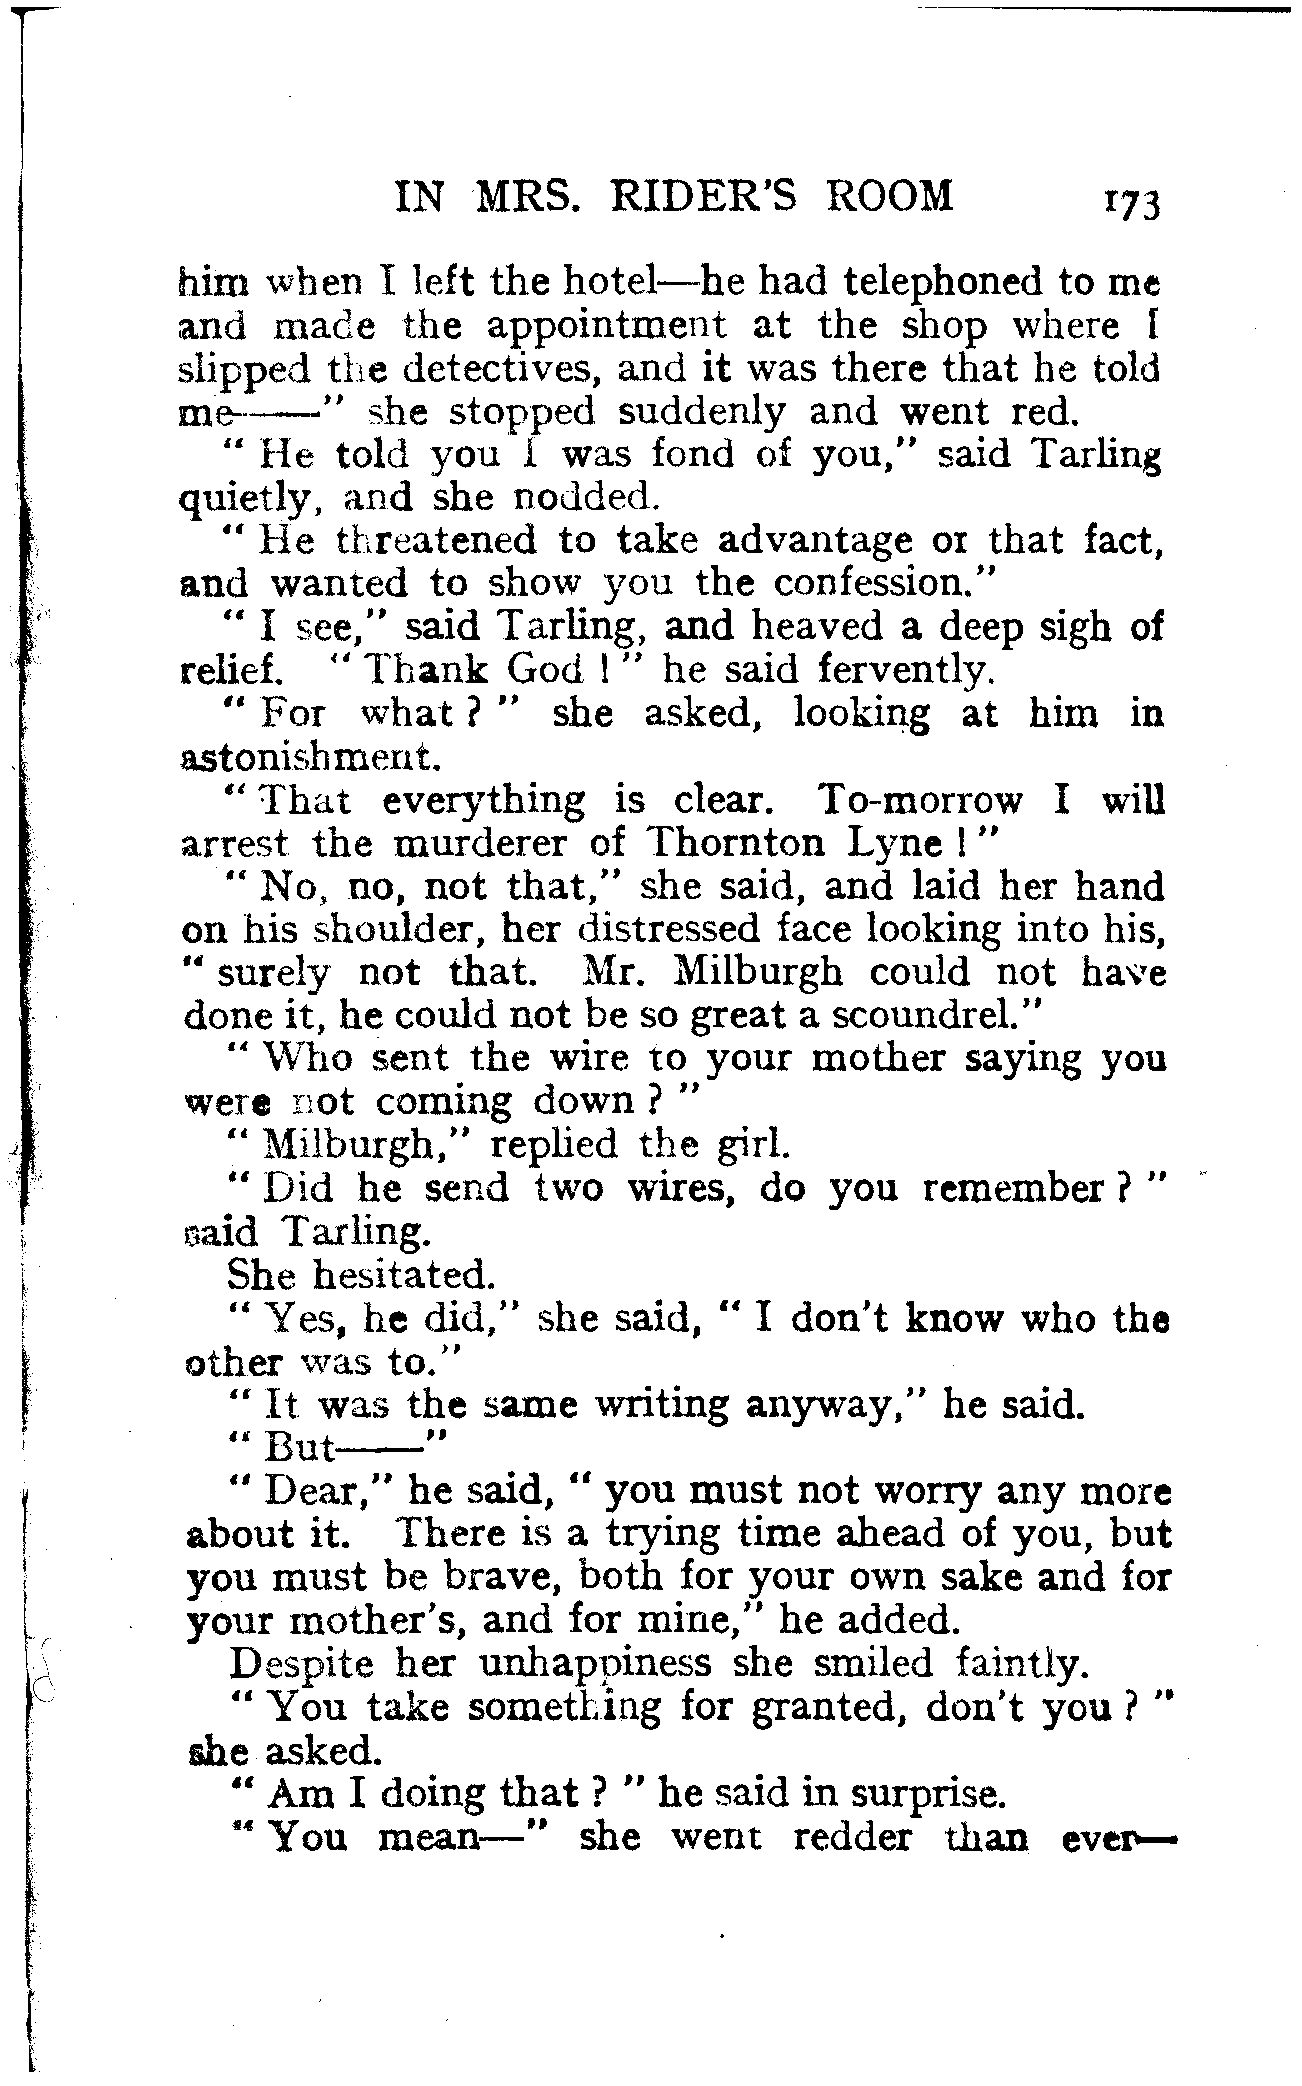 IN MRS. RIDER'S ROOM 173
him when I left the hotel—he had telephoned to me
and made the appointment at the shop where I
slipped the detectives, and it was there that he told
me——" she stopped suddenly and went red.
" He told you I was fond of you," said Tarling
quietly, and she nodded.
" He threatened to take advantage of that fact,
and wanted to show you the confession."
" I see," said Tarling, and heaved a deep sigh of
relief. " Thank God ! " he said fervently.
" For what ? " she asked, looking at him in
astonishment.
" That everything is clear. To-morrow I will
arrest the murderer of Thornton Lyne ! "
" No, no, not that," she said, and laid her hand
on his shoulder, her distressed face looking into his,
" surely not that. Mr. Milburgh could not have
done it, he could not be so great a scoundrel."
" Who sent the wire to your mother saying you
were not coming down ? "
" Milburgh," replied the girl.
" Did he send two wires, do you remember ? "
said Tarling.
She hesitated.
" Yes, he did," she said, " I don't know who the
other was to."
" It was the same writing anyway," he said.
" But——"
" Dear," he said, " you must not worry any more
about it. There is a trying time ahead of you, but
you must be brave, both for your own sake and for
your mother's, and for mine," he added.
Despite her unhappiness she smiled faintly.
" You take something for granted, don't you ? "
she asked.
" Am I doing that ? " he said in surprise.
" You mean—" she went redder than ever—